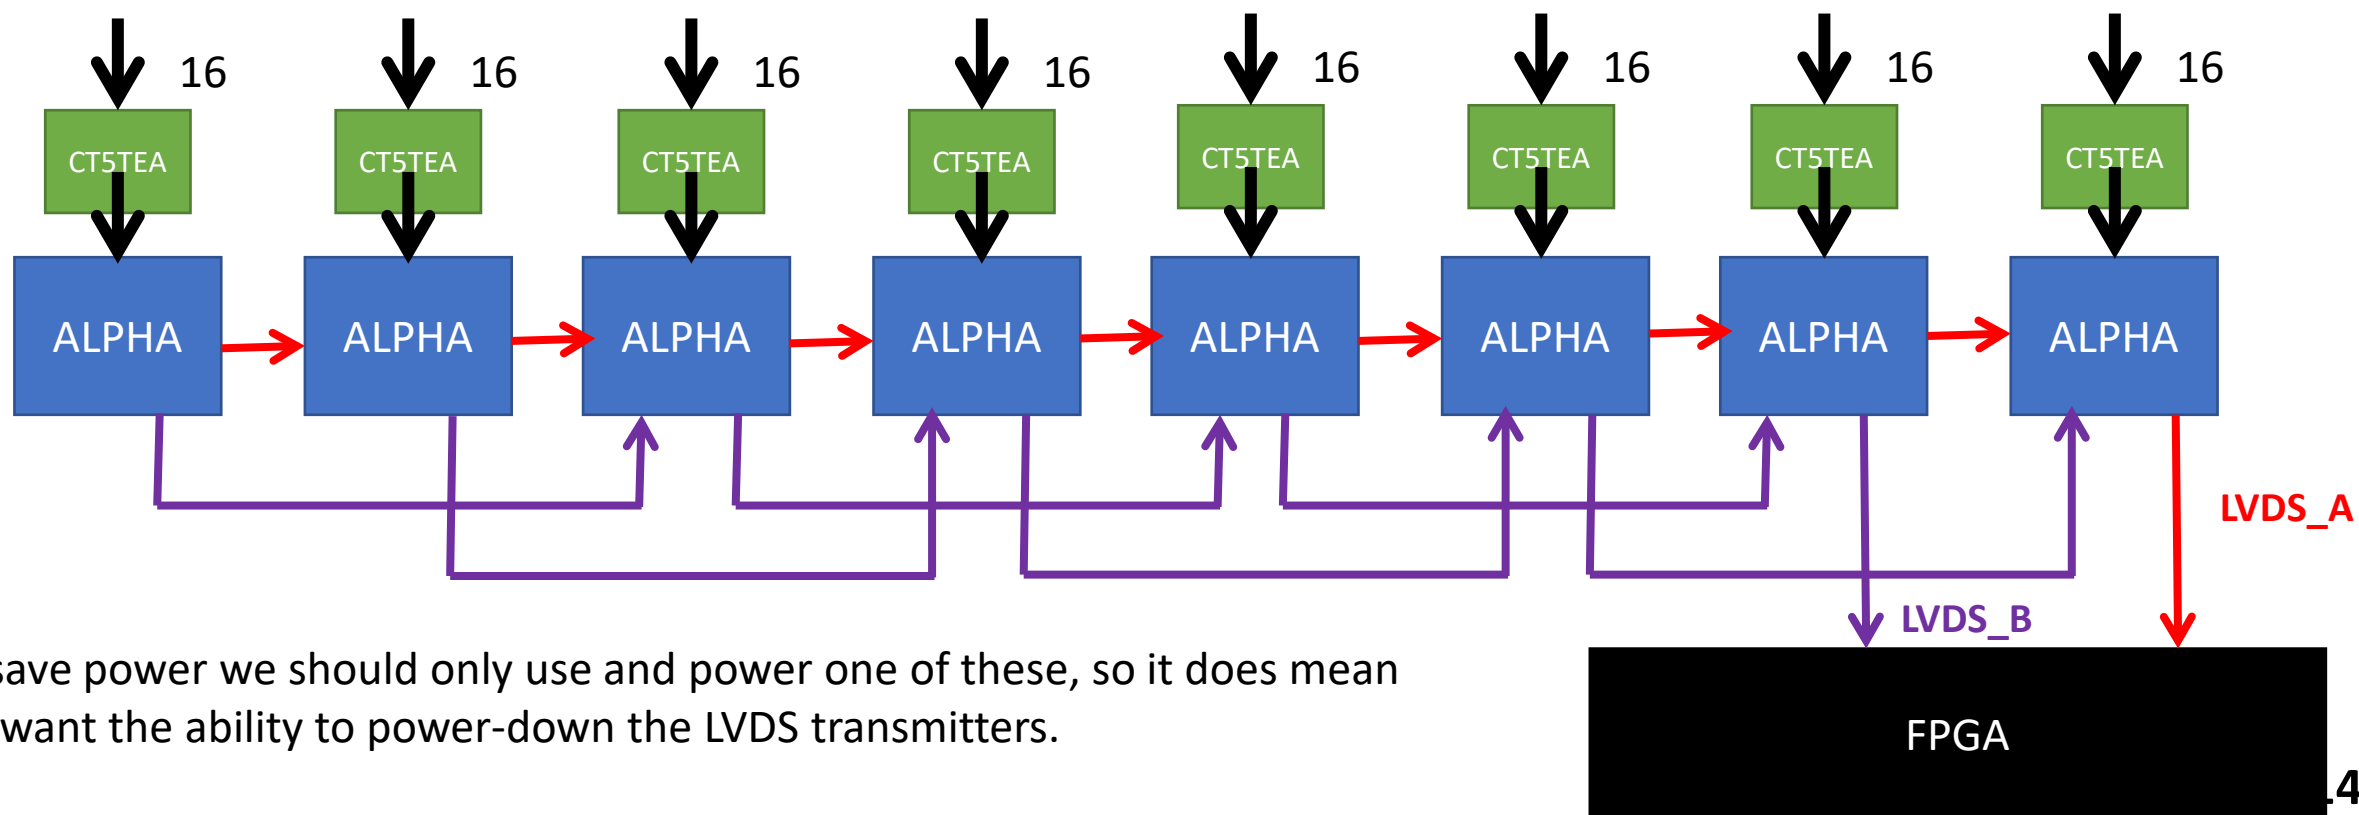 16 16 16 16 16 16 16 16
CT5TEA CT5TEA CT5TEA CT5TEA CT5TEA CT5TEA CT5TEA CT5TEA
ALPHA ALPHA ALPHA ALPHA ALPHA ALPHA ALPHA ALPHA
LVDS_A
LVDS_B
save power we should only use and power one of these, so it does mean
want the ability to power-down the LVDS transmitters.
FPGA
14